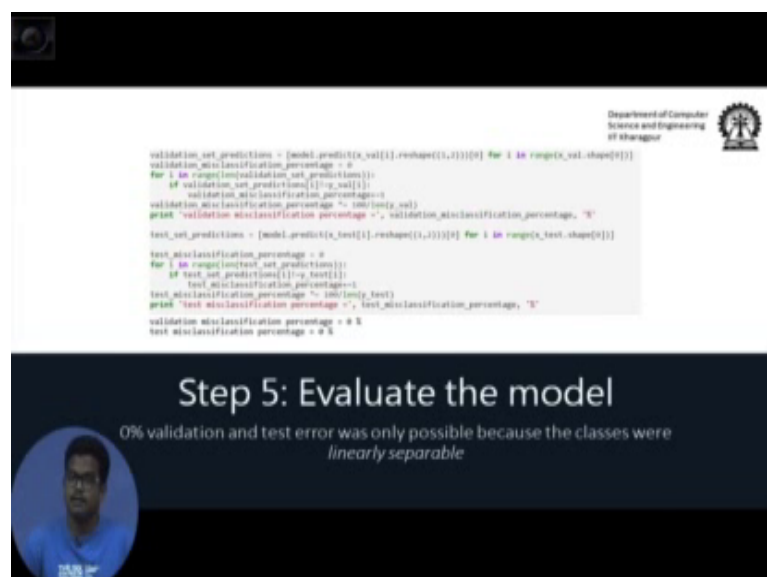 Department of Computer
Science and Engineering
IIT Kharagpur
validation_set_predictions = [model.predict(x_val[i].reshape((1,2)))[0] for i in range(x_val.shape[0])]
validation_misclassification_percentage = 0
for i in range(len(validation_set_predictions)):
if validation_set_predictions[i]!=y_val[i]:
validation_misclassification_percentage+=1
validation_misclassification_percentage *= 100/len(y_val)
print "validation misclassification percentage =", validation_misclassification_percentage, "%"
test_set_predictions = [model.predict(x_test[i].reshape((1,2)))[0] for i in range(x_test.shape[0])]
test_misclassification_percentage = 0
for i in range(len(test_set_predictions)):
if test_set_predictions[i]!=y_test[i]:
test_misclassification_percentage+=1
test_misclassification_percentage *= 100/len(y_test)
print "test misclassification percentage =", test_misclassification_percentage, "%"
validation misclassification percentage = 0 %
test misclassification percentage = 0 %
Step 5: Evaluate the model
0% validation and test error was only possible because the classes were
linearly separable